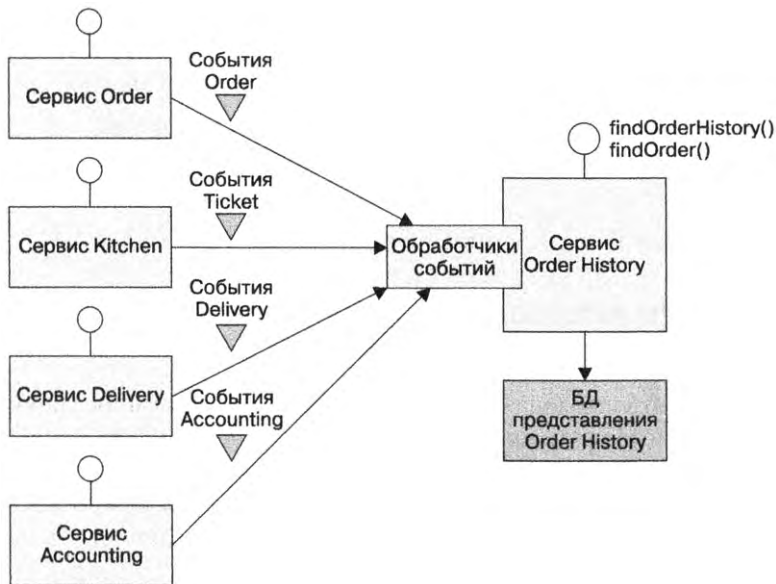 События
Order
Сервис Order
findOrderHistory()
findOrder()
События
Ticket
Сервис Kitchen
Обработчики
событий
Сервис
Order History
События
Delivery
Сервис Delivery
События
Accounting
БД
представления
Order History
Сервис
Accounting